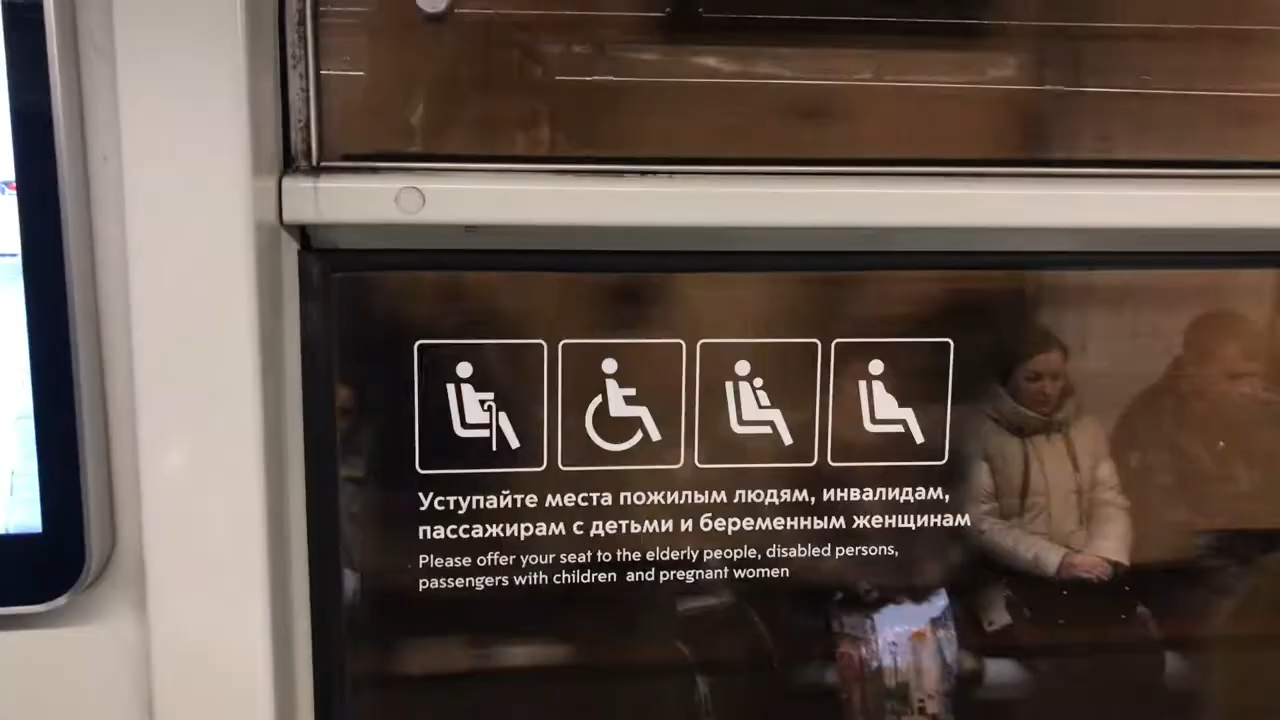 Уступайте места пожилым людям, инвалидам,
пассажирам с детьми и беременным женщинам
Please offer your seat to the elderly people, disabled persons,
passengers with children and pregnant women